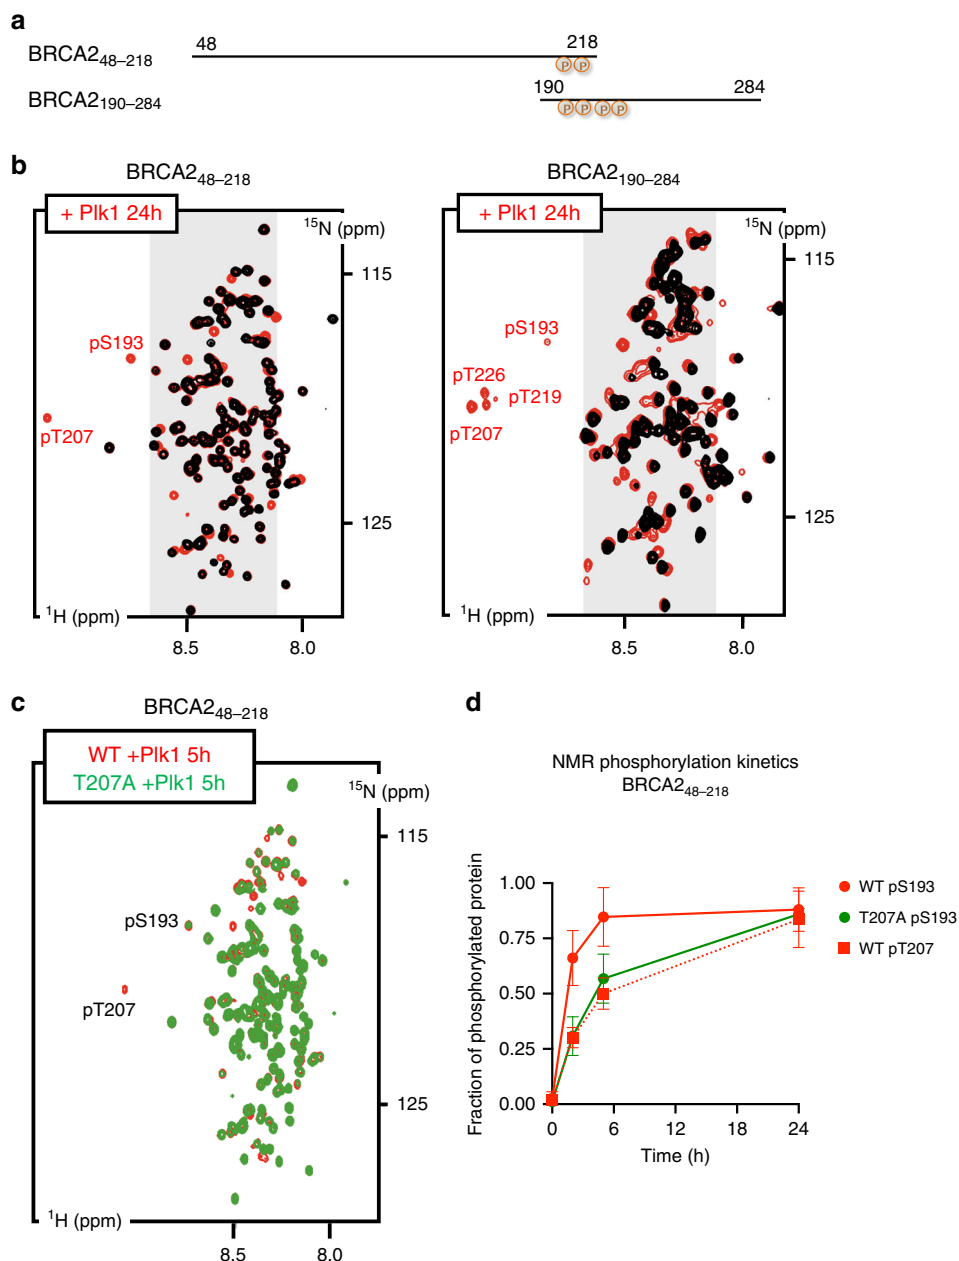 a
48 218
BRCA248–218
P P
190 284
BRCA2190–284
P P P P
b
BRCA248–218
+ Plk1 24h
15N (ppm)
115
pS193
pT207
125
1H (ppm)
8.5 8.0
BRCA2190–284
+ Plk1 24h
15N (ppm)
115
pS193
pT226
pT219
pT207
125
1H (ppm)
8.5 8.0
c
BRCA248–218
WT +Plk1 5h
T207A +Plk1 5h
15N (ppm)
115
pS193
pT207
125
1H (ppm)
8.5 8.0
d
NMR phosphorylation kinetics
BRCA248–218
Fraction of phosphorylated protein
1.00
0.75
0.50
0.25
0.00
0 6 12 18 24
Time (h)
WT pS193
T207A pS193
WT pT207